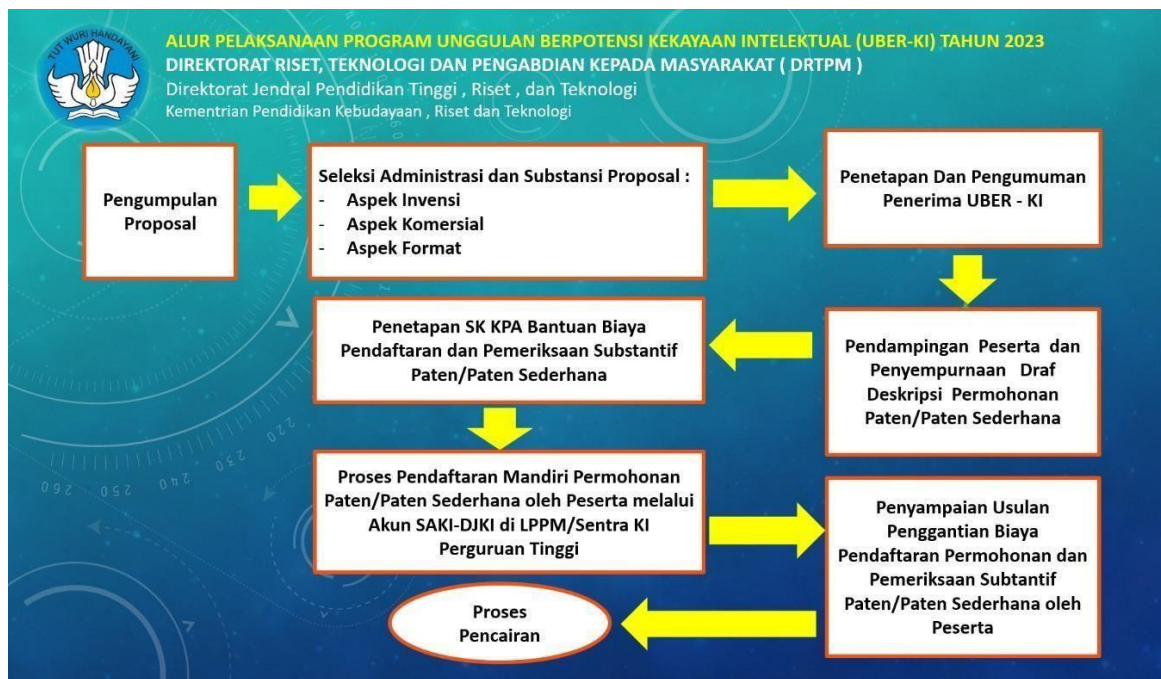 TUT WURI HANDAYANI
ALUR PELAKSANAAN PROGRAM UNGGULAN BERPOTENSI KEKAYAAN INTELEKTUAL (UBER-KI) TAHUN 2023
DIREKTORAT RISET, TEKNOLOGI DAN PENGABDIAN KEPADA MASYARAKAT ( DRTPM )
Direktorat Jendral Pendidikan Tinggi , Riset , dan Teknologi
Kementrian Pendidikan Kebudayaan , Riset dan Teknologi
Pengumpulan
Proposal
Seleksi Administrasi dan Substansi Proposal :
- Aspek Invensi
- Aspek Komersial
- Aspek Format
Penetapan Dan Pengumuman
Penerima UBER - KI
Pendampingan Peserta dan
Penyempurnaan Draf
Deskripsi Permohonan
Paten/Paten Sederhana
Penetapan SK KPA Bantuan Biaya
Pendaftaran dan Pemeriksaan Substantif
Paten/Paten Sederhana
Proses Pendaftaran Mandiri Permohonan
Paten/Paten Sederhana oleh Peserta melalui
Akun SAKI-DJKI di LPPM/Sentra KI
Perguruan Tinggi
Penyampaian Usulan
Penggantian Biaya
Pendaftaran Permohonan dan
Pemeriksaan Subtantif
Paten/Paten Sederhana oleh
Peserta
Proses
Pencairan
260
250
240
230
220